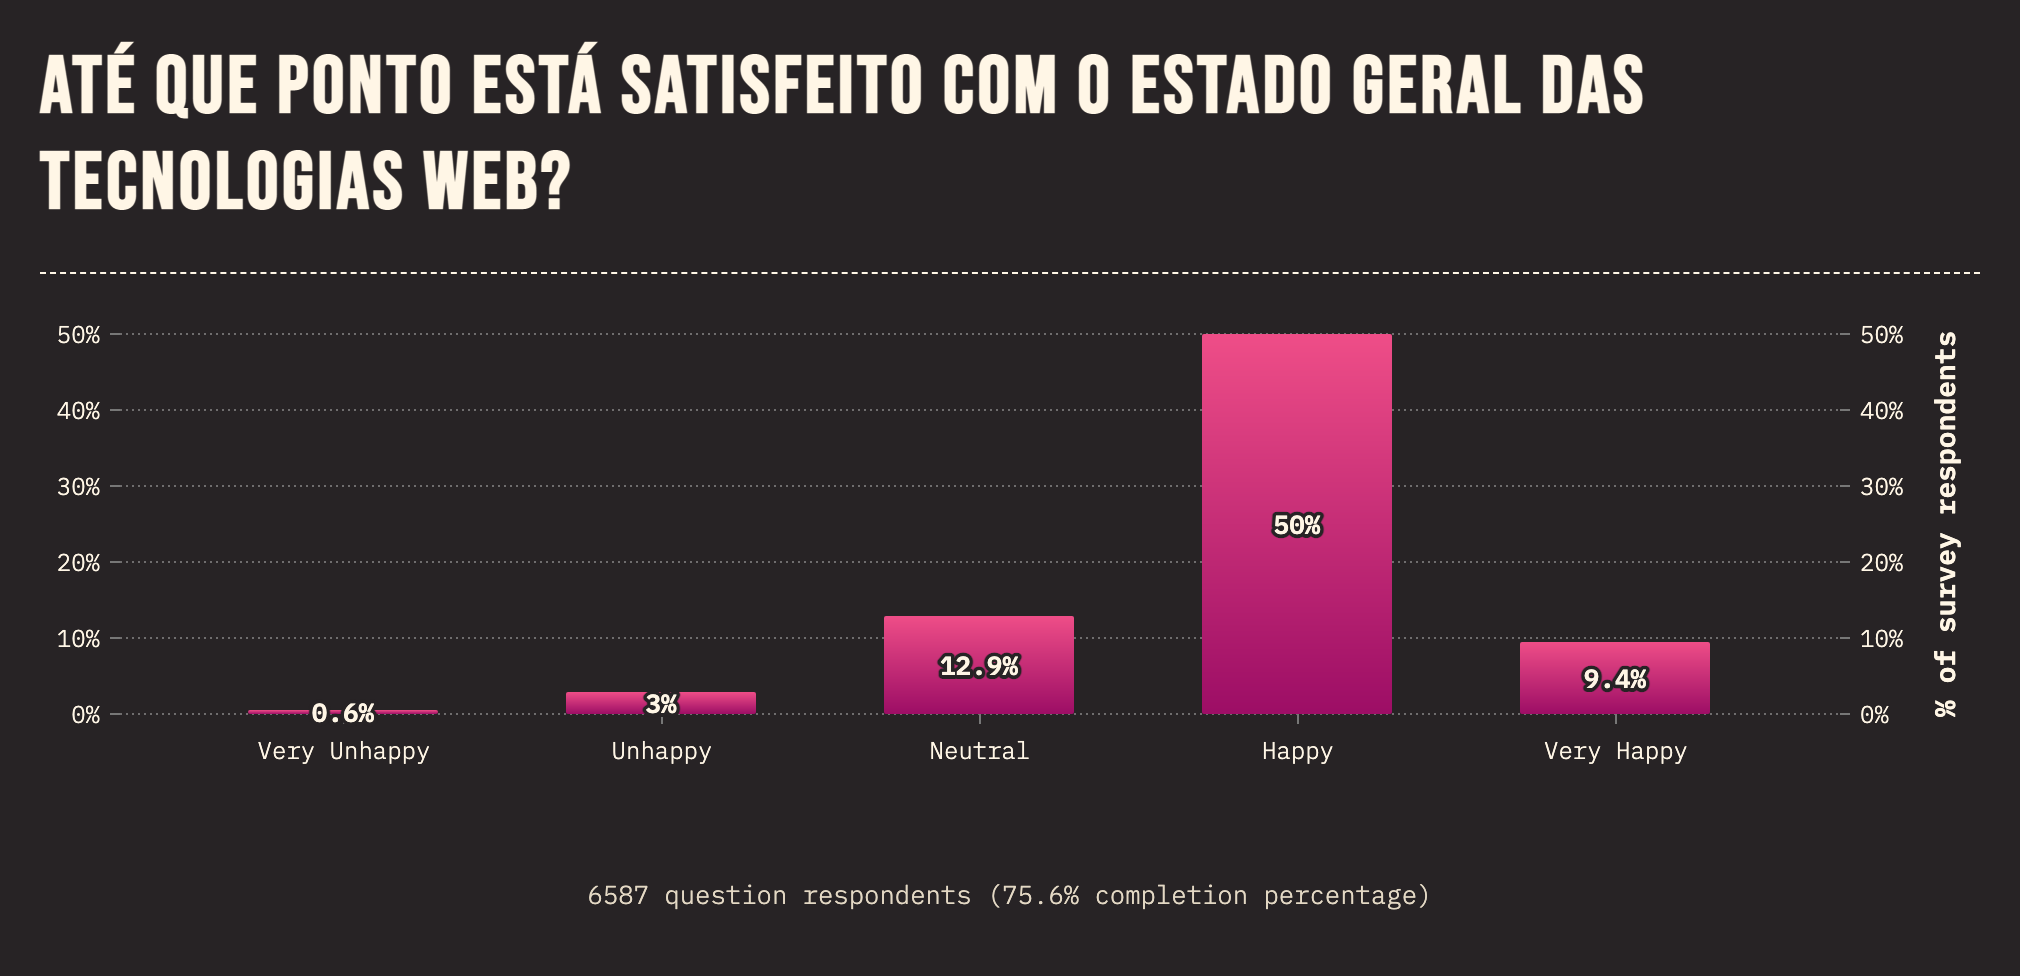 ATÉ QUE PONTO ESTÁ SATISFEITO COM O ESTADO GERAL DAS
TECNOLOGIAS WEB?
50%
40%
30%
20%
10%
0%
0.6%
3%
12.9%
50%
9.4%
Very Unhappy
Unhappy
Neutral
Happy
Very Happy
50%
40%
30%
20%
10%
0%
% of survey respondents
6587 question respondents (75.6% completion percentage)